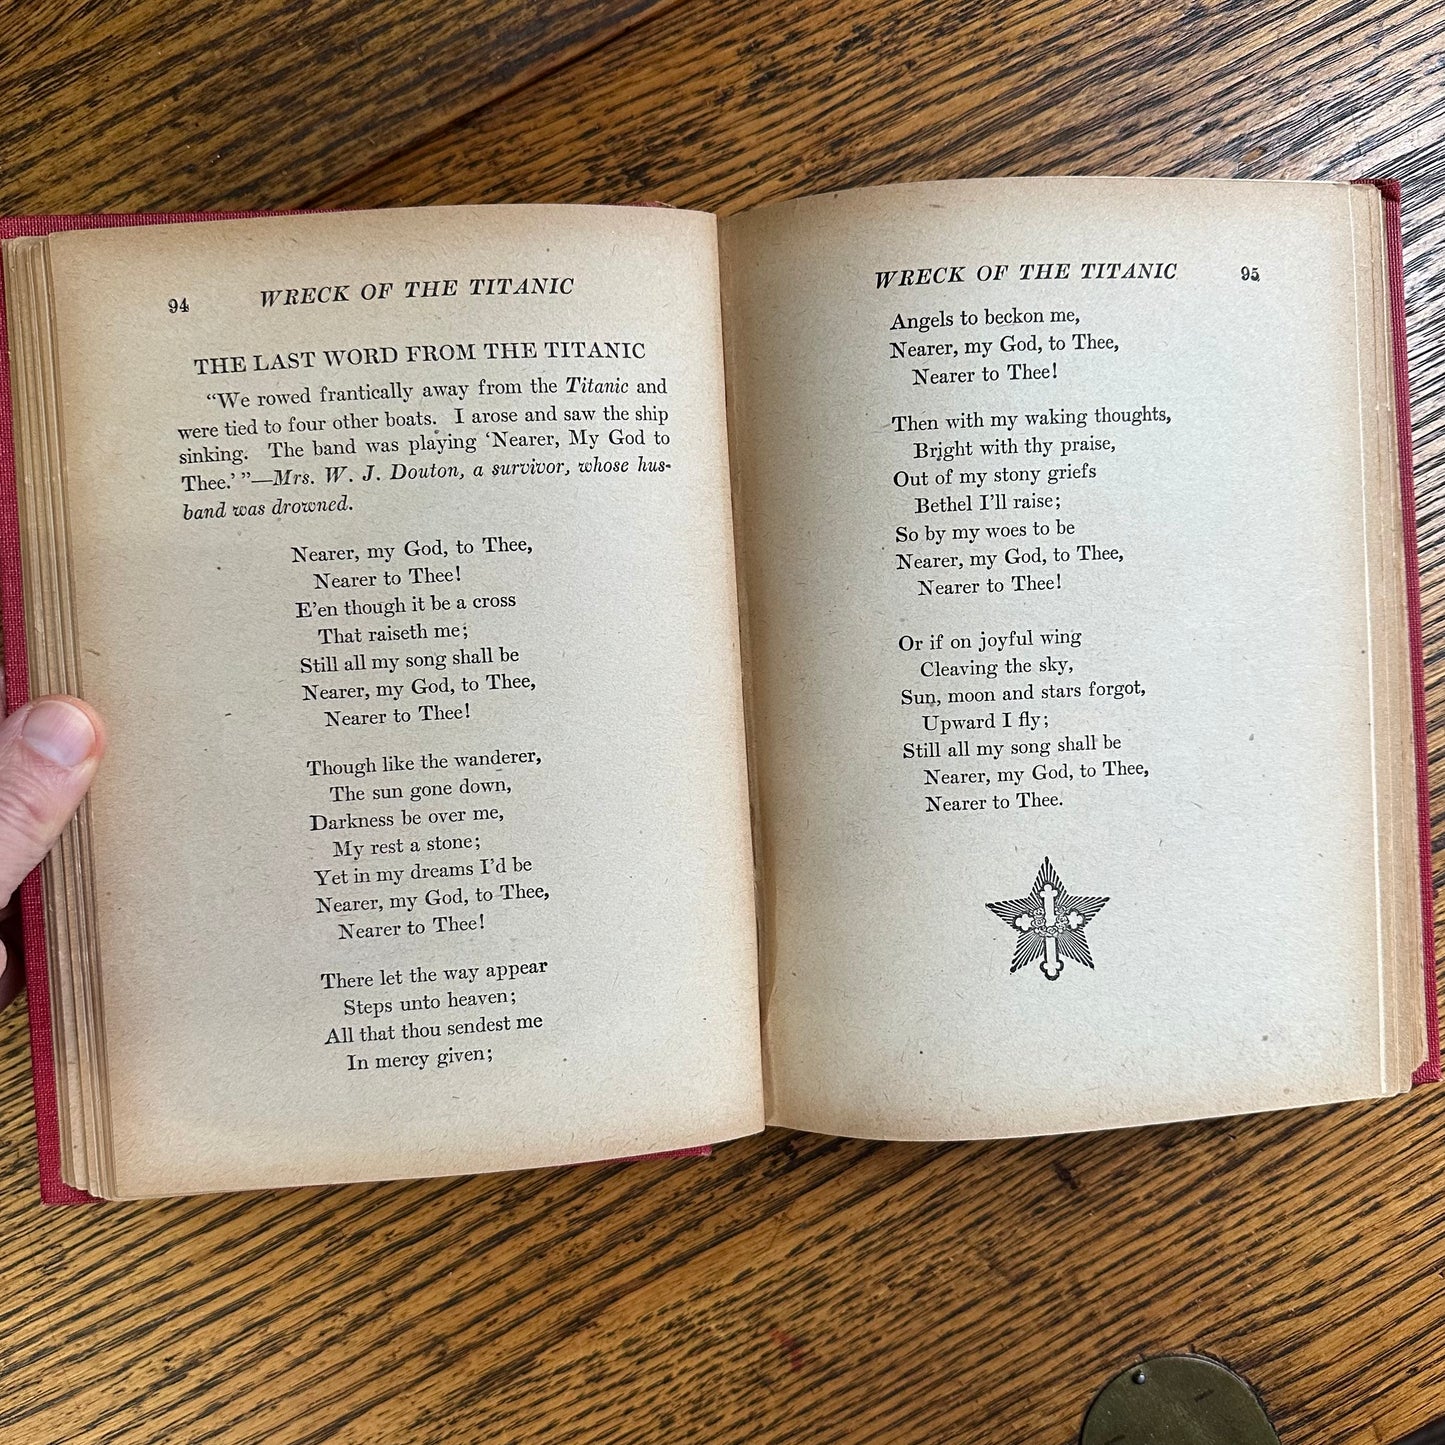 94 WRECK OF THE TITANIC
THE LAST WORD FROM THE TITANIC
“We rowed frantically away from the Titanic and
were tied to four other boats. I arose and saw the ship
sinking. The band was playing ‘Nearer, My God to
Thee.’ ”—Mrs. W. J. Douton, a survivor, whose hus-
band was drowned.
Nearer, my God, to Thee,
Nearer to Thee!
E’en though it be a cross
That raiseth me;
Still all my song shall be
Nearer, my God, to Thee,
Nearer to Thee!
Though like the wanderer,
The sun gone down,
Darkness be over me,
My rest a stone;
Yet in my dreams I’d be
Nearer, my God, to Thee,
Nearer to Thee!
There let the way appear
Steps unto heaven;
All that thou sendest me
In mercy given;
WRECK OF THE TITANIC 95
Angels to beckon me,
Nearer, my God, to Thee,
Nearer to Thee!
Then with my waking thoughts,
Bright with thy praise,
Out of my stony griefs
Bethel I’ll raise;
So by my woes to be
Nearer, my God, to Thee,
Nearer to Thee!
Or if on joyful wing
Cleaving the sky,
Sun, moon and stars forgot,
Upward I fly;
Still all my song shall be
Nearer, my God, to Thee,
Nearer to Thee.